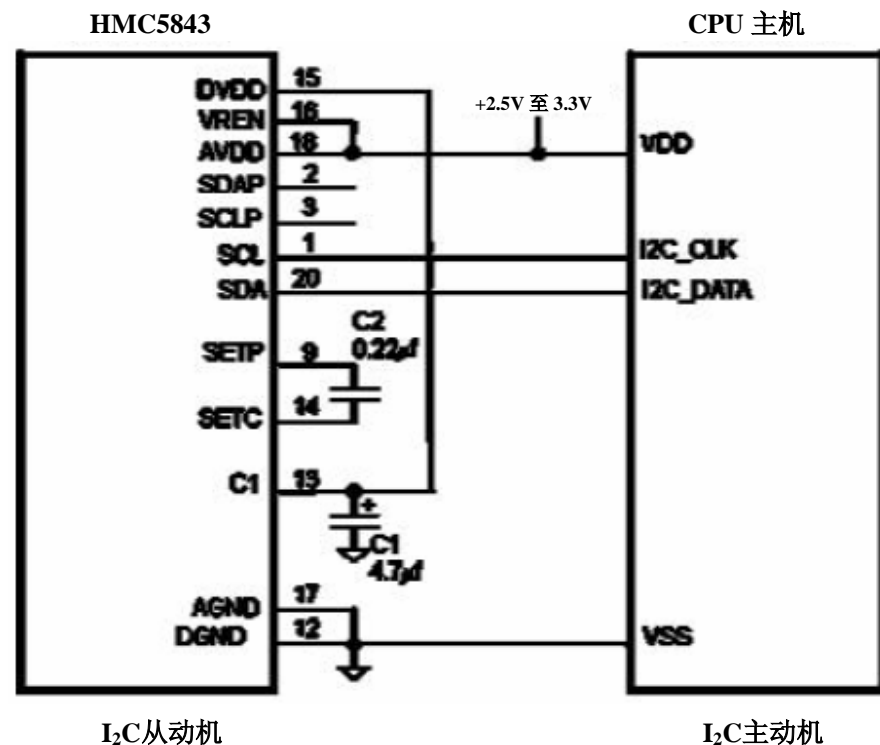 HMC5843
CPU 主机
DVDD 15
VREN 16
AVDD 18
+2.5V 至 3.3V
VDD
SDAP 2
SCLP 3
SCL 1
I2C_CLK
SDA 20
I2C_DATA
C2
0.22µf
SETP 9
SETC 14
C1 13
+
C1
4.7µf
AGND 17
DGND 12
VSS
I₂C从动机
I₂C主动机